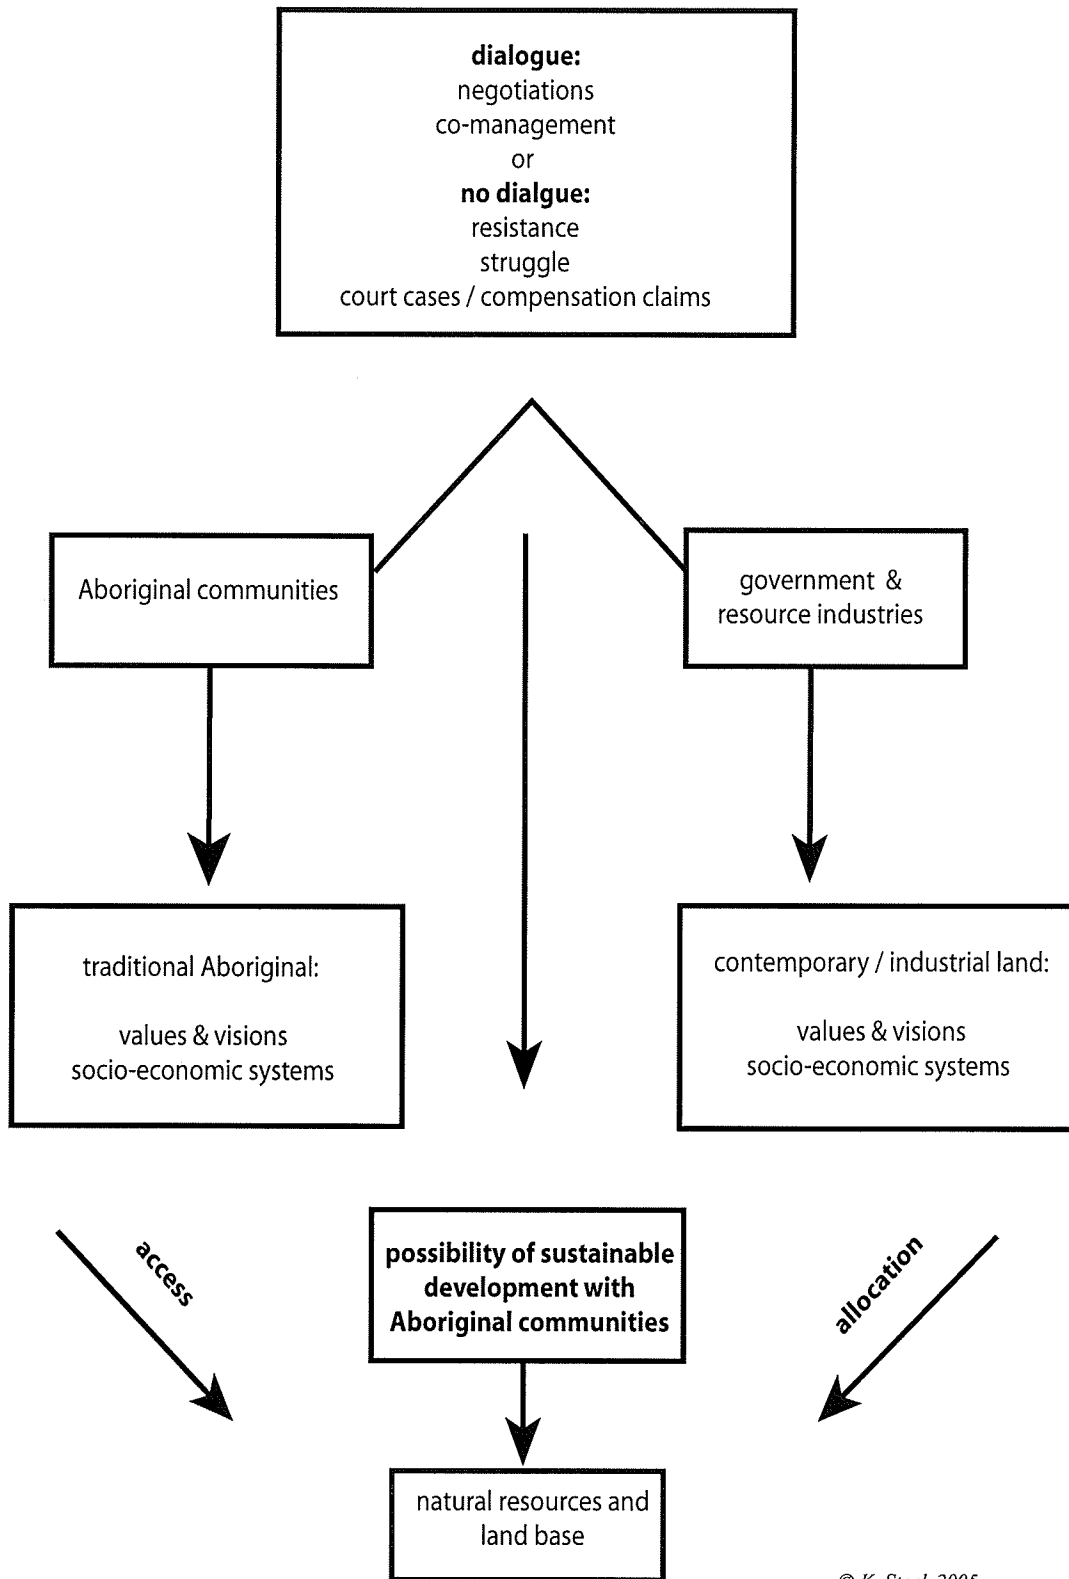 dialogue:
negotiations
co-management
or
no dialgue:
resistance
struggle
court cases / compensation claims
Aboriginal communities
government &
resource industries
traditional Aboriginal:
values & visions
socio-economic systems
contemporary / industrial land:
values & visions
socio-economic systems
access
possibility of sustainable
development with
Aboriginal communities
allocation
natural resources and
land base
© K. 2005